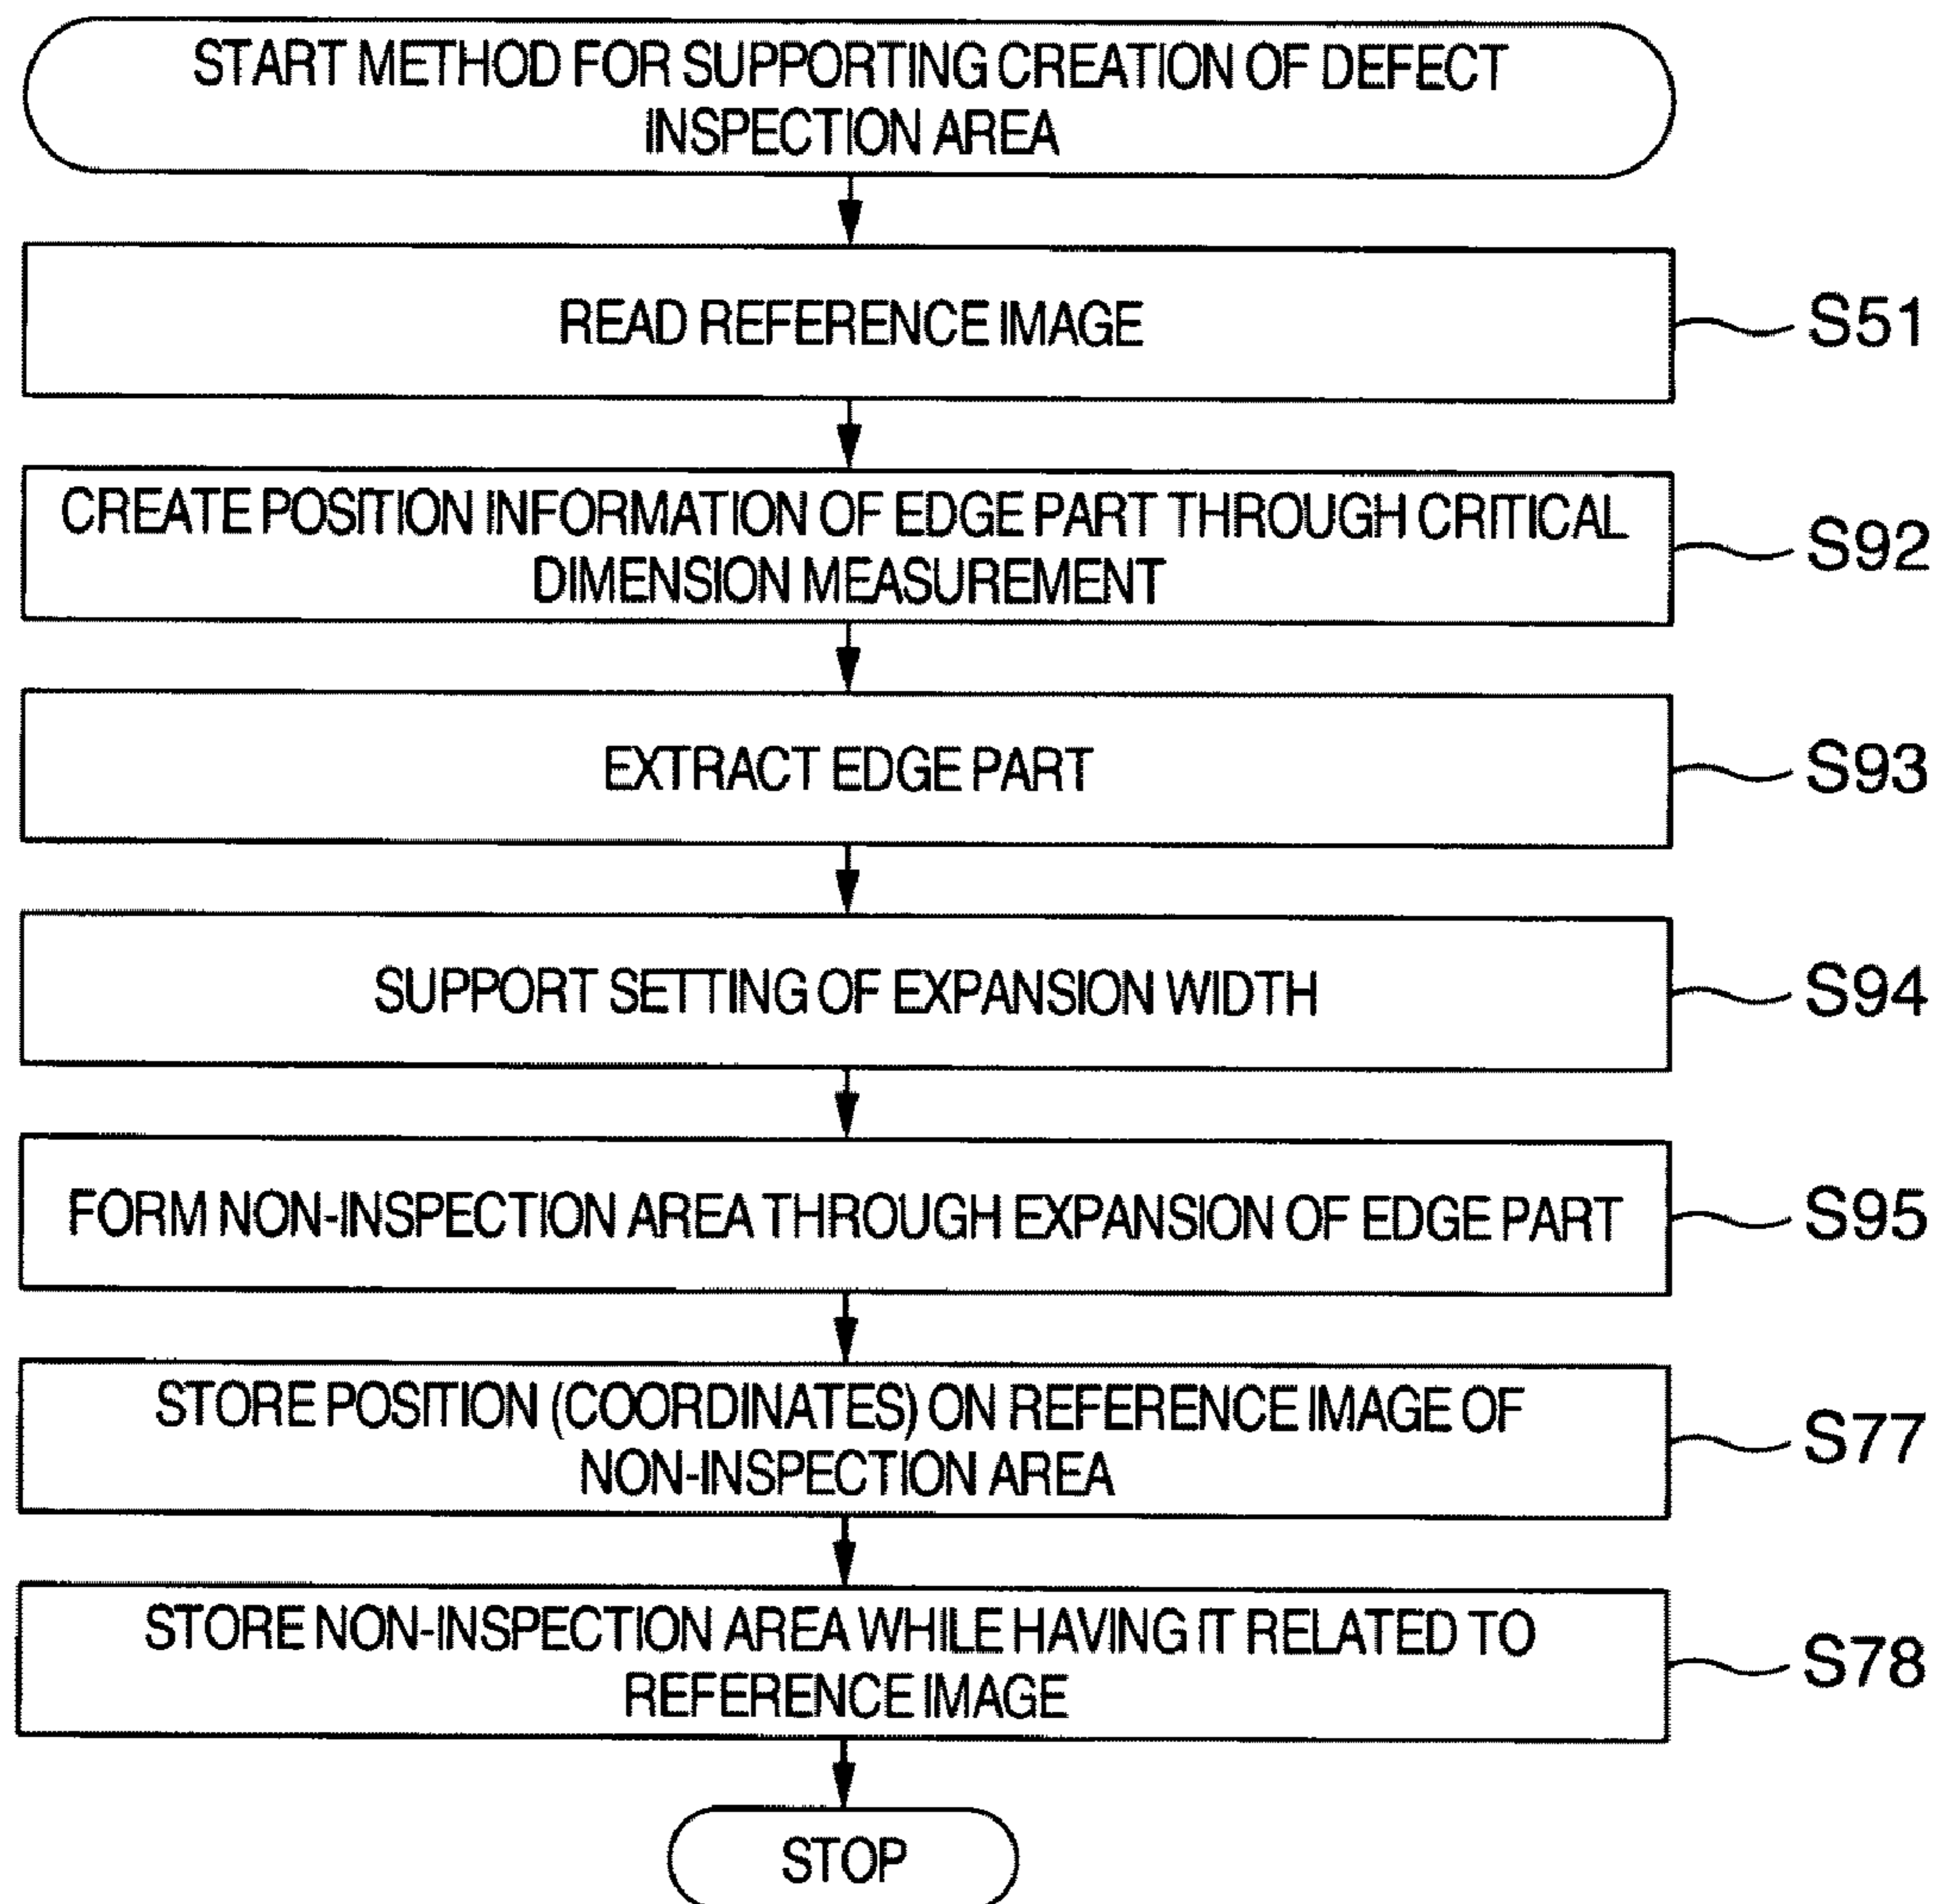 START METHOD FOR SUPPORTING CREATION OF DEFECT
INSPECTION AREA
READ REFERENCE IMAGE
S51
CREATE POSITION INFORMATION OF EDGE PART THROUGH CRITICAL
DIMENSION MEASUREMENT
S92
EXTRACT EDGE PART
S93
SUPPORT SETTING OF EXPANSION WIDTH
S94
FORM NON-INSPECTION AREA THROUGH EXPANSION OF EDGE PART
S95
STORE POSITION (COORDINATES) ON REFERENCE IMAGE OF
NON-INSPECTION AREA
S77
STORE NON-INSPECTION AREA WHILE HAVING IT RELATED TO
REFERENCE IMAGE
S78
STOP